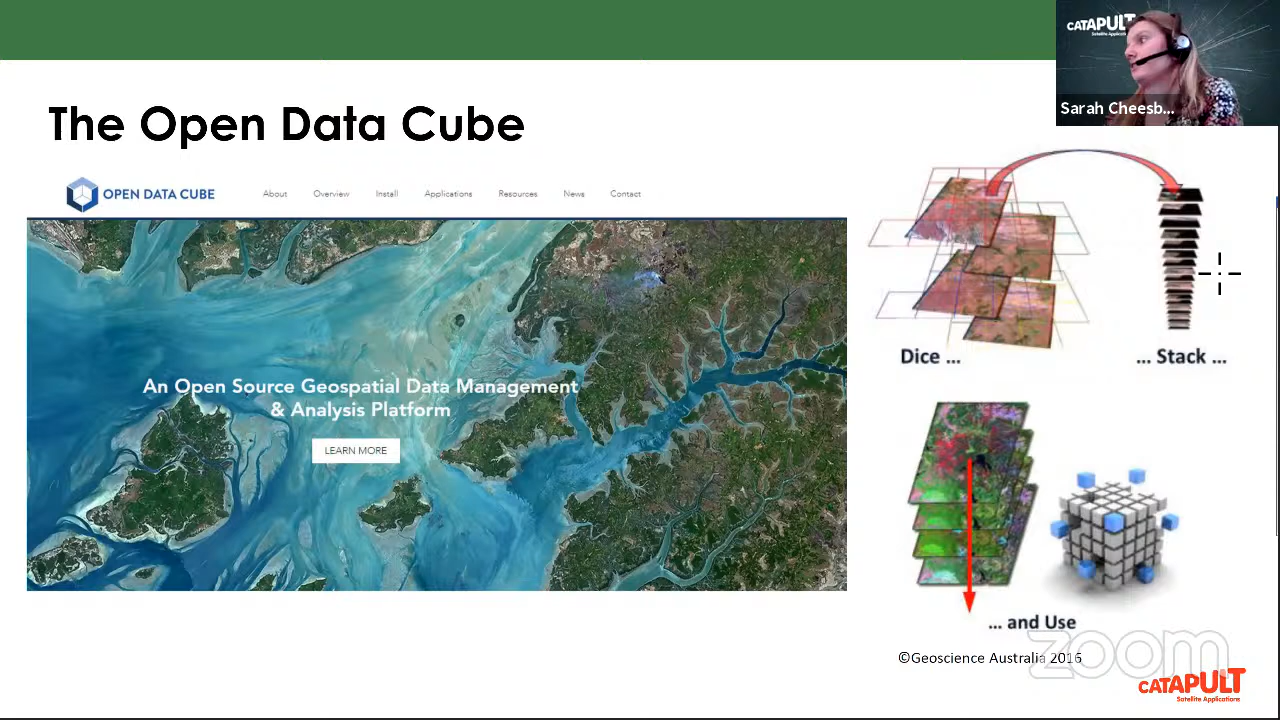 CATAPULT
Satellite Applications
Sarah Cheesb...
The Open Data Cube
OPEN DATA CUBE
About Overview Install Applications Resources News Contact
An Open Source Geospatial Data Management
& Analysis Platform
LEARN MORE
Dice ...
... Stack ...
... and Use
©Geoscience Australia 2016
zoom
CATAPULT
Satellite Applications